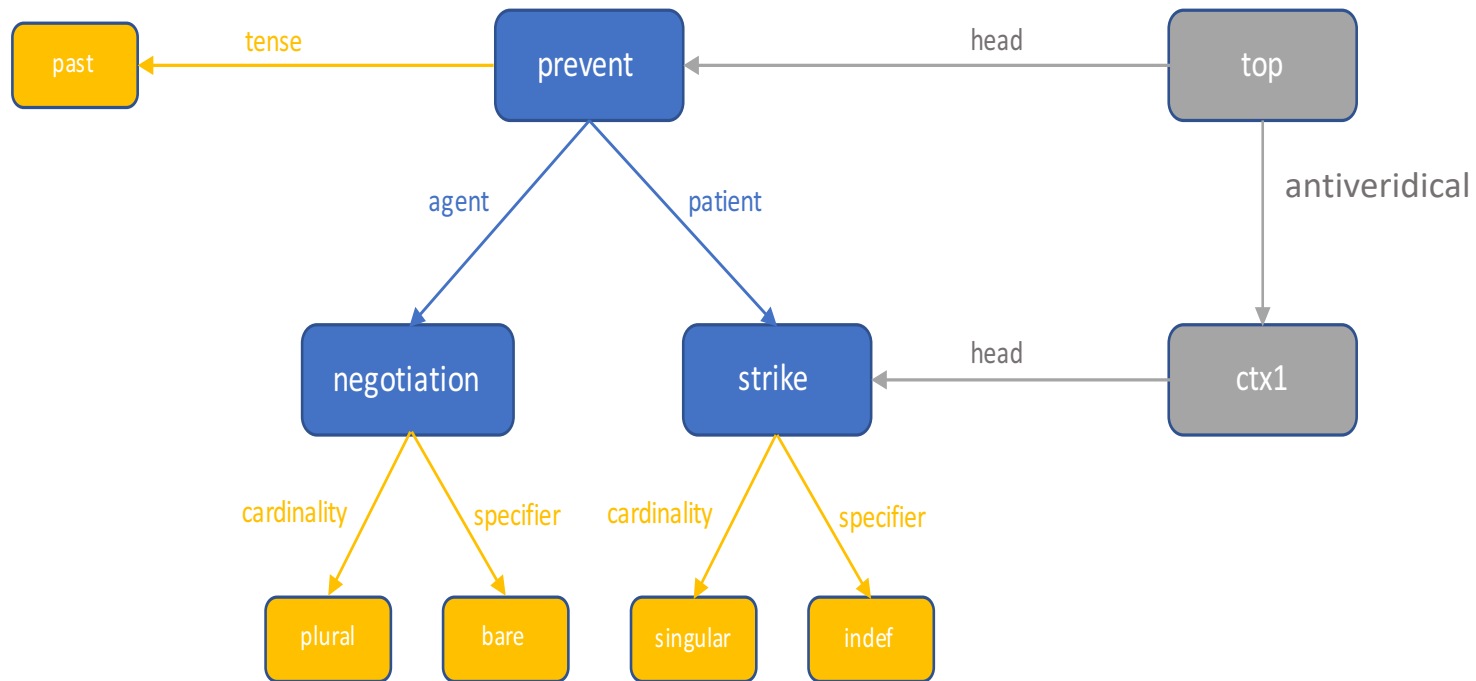 tense
head
past
prevent
top
agent
patient
antiveridical
head
negotiation
strike
ctx1
cardinality
specifier
cardinality
specifier
plural
bare
singular
indef